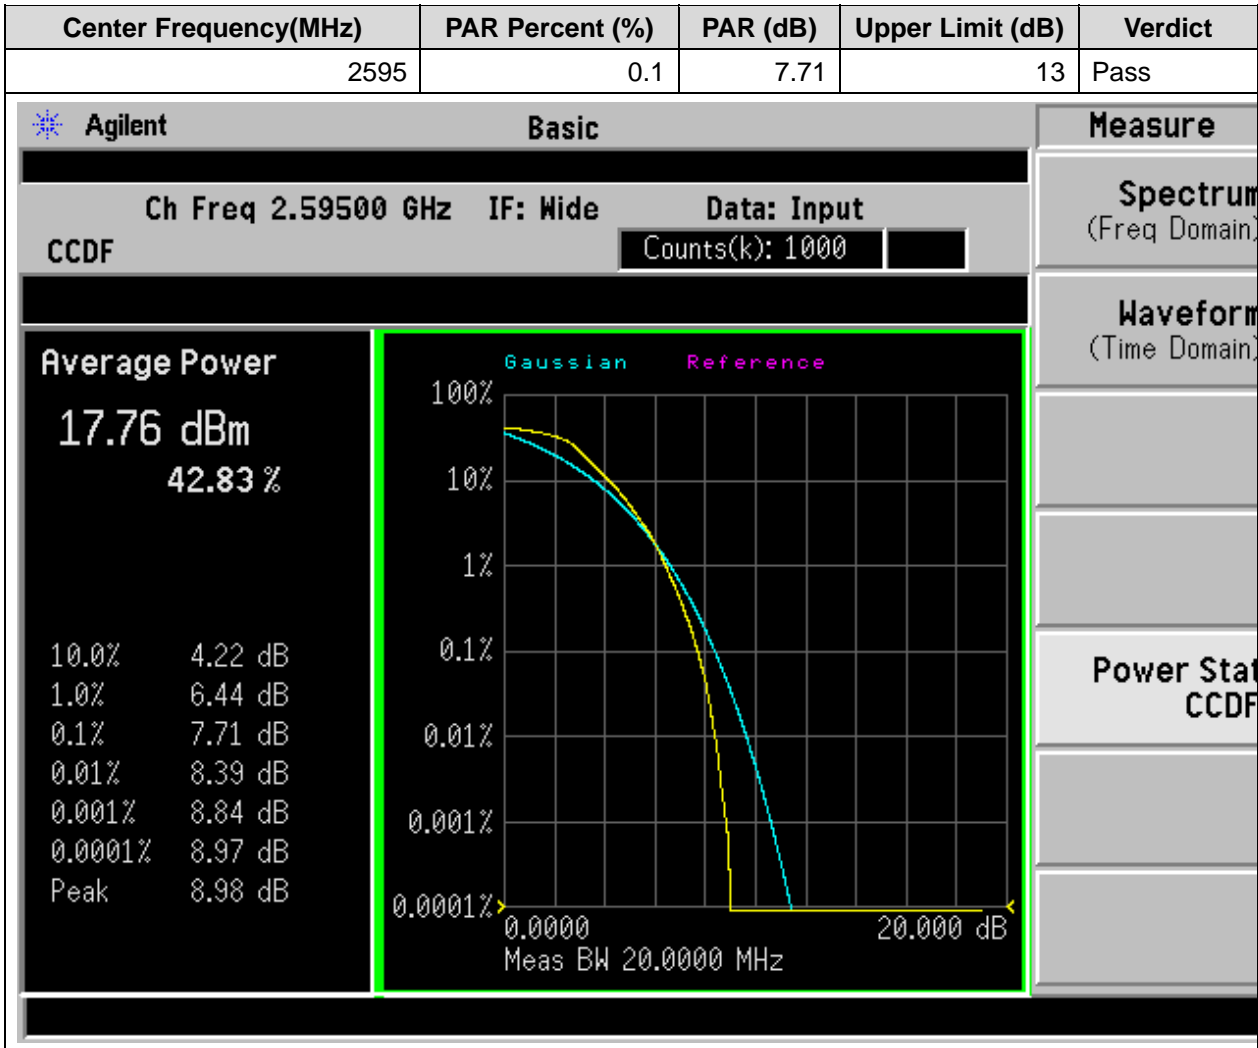 Center Frequency(MHz) PAR Percent (%) PAR (dB) Upper Limit (dB) Verdict
2595 0.1 7.71 13 Pass
Agilent Basic Measure
Ch Freq 2.59500 GHz IF: Wide Data: Input
CCDF Counts(k): 1000
Spectrum
(Freq Domain)
Waveform
(Time Domain)
Power Stat
CCDF
Average Power
17.76 dBm
42.83 %
10.0% 4.22 dB
1.0% 6.44 dB
0.1% 7.71 dB
0.01% 8.39 dB
0.001% 8.84 dB
0.0001% 8.97 dB
Peak 8.98 dB
Gaussian Reference
100%
10%
1%
0.1%
0.01%
0.001%
0.0001%
0.0000 20.000 dB
Meas BW 20.0000 MHz